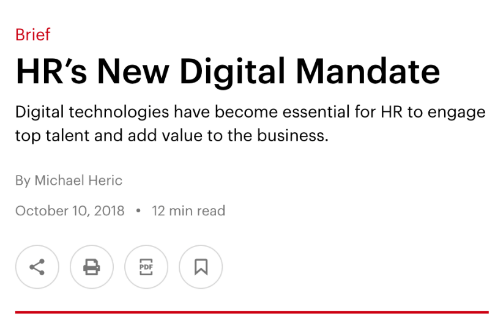 Brief
HR’s New Digital Mandate
Digital technologies have become essential for HR to engage
top talent and add value to the business.
By Michael Heric
October 10, 2018 • 12 min read
PDF